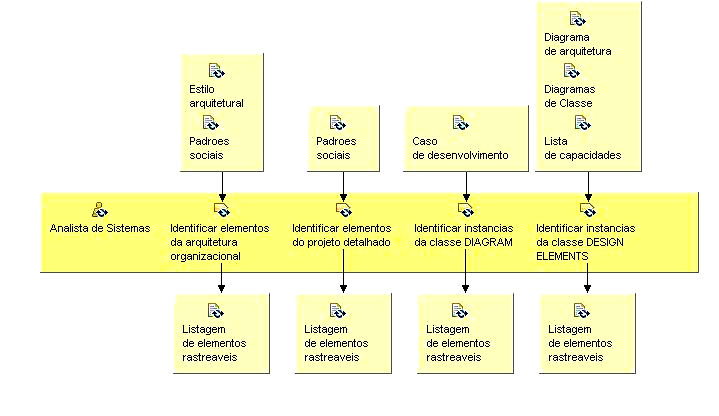 Estilo
arquitetural
Padroes
sociais
Padroes
sociais
Caso
de desenvolvimento
Diagrama
de arquitetura
Diagramas
de Classe
Lista
de capacidades
Analista de Sistemas
Identificar elementos
da arquitetura
organizacional
Identificar elementos
do projeto detalhado
Identificar instancias
da classe DIAGRAM
Identificar instancias
da classe DESIGN
ELEMENTS
Listagem
de elementos
rastreaveis
Listagem
de elementos
rastreaveis
Listagem
de elementos
rastreaveis
Listagem
de elementos
rastreaveis